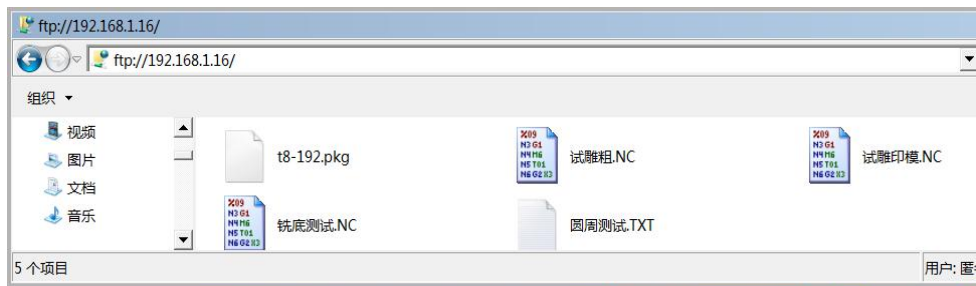 ftp://192.168.1.16/
ftp://192.168.1.16/
组织
视频
图片
文档
音乐
t8-192.pkg
试雕粗.NC
试雕印模.NC
铣底测试.NC
圆周测试.TXT
5 个项目
用户: 匿